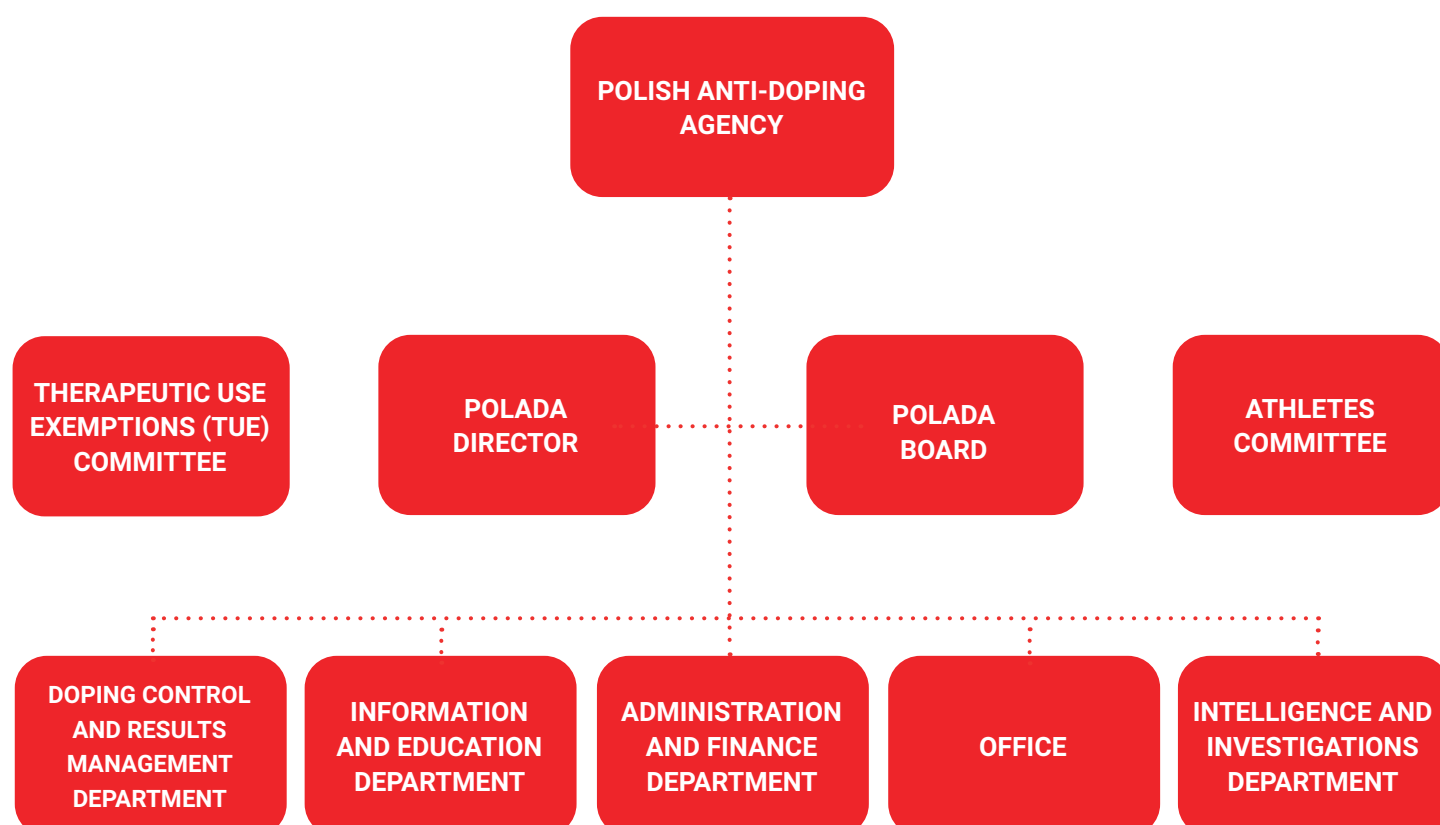 POLISH ANTI-DOPING
AGENCY
THERAPEUTIC USE
EXEMPTIONS (TUE)
COMMITTEE
POLADA
DIRECTOR
POLADA
BOARD
ATHLETES
COMMITTEE
DOPING CONTROL
AND RESULTS
MANAGEMENT
DEPARTMENT
INFORMATION
AND EDUCATION
DEPARTMENT
ADMINISTRATION
AND FINANCE
DEPARTMENT
OFFICE
INTELLIGENCE AND
INVESTIGATIONS
DEPARTMENT